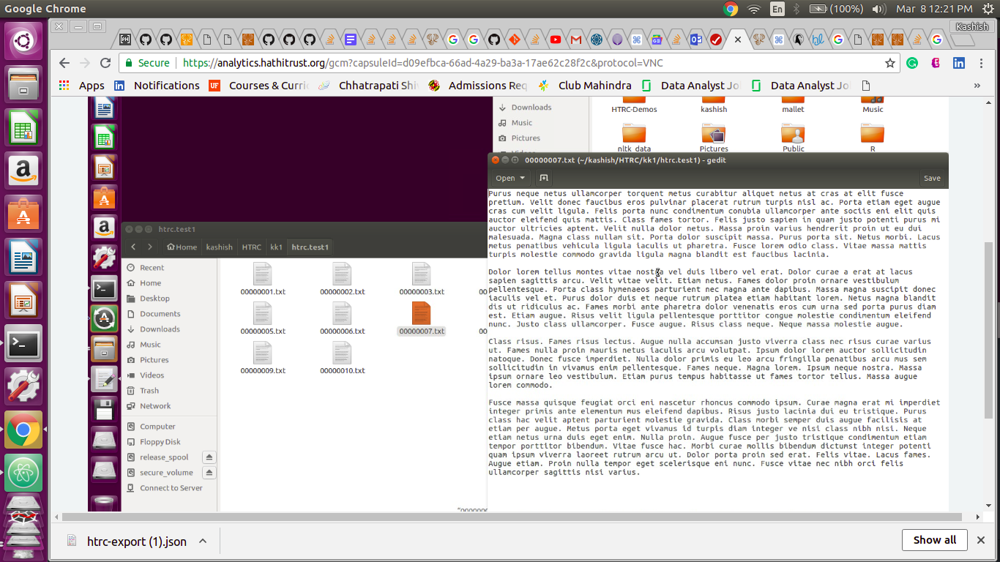 Google Chrome
En
(100%)
Mar 8 12:21 PM
Kashish
Secure
https://analytics.hathitrust.org/gcm?capsuleId=d09efbca-66ad-4a29-ba3a-17ae62c28f2c&protocol=VNC
Apps
Notifications
Courses & Curric
Chhatrapati Shiv
Admissions Req
Club Mahindra
Data Analyst Jo
Data Analyst Jo
»
Downloads
Music
Pictures
HTRC-Demos
kashish
mallet
Music
nltk_data
Pictures
Public
R
00000007.txt (~/kashish/HTRC/kk1/htrc.test1) - gedit
Open
Save
Purus neque netus ullamcorper torquent metus curabitur aliquet netus at cras at elit fusce
pretium. Velit donec faucibus eros pulvinar placerat rutrum turpis nisl ac. Porta etiam eget augue
cras cum velit ligula. Felis porta nunc condimentum conubia ullamcorper ante sociis eni elit quis
auctor eleifend quis mattis. Class fames tortor. Felis justo sapien in quam justo potenti purus mi
auctor ultricies aptent. Velit nulla dolor netus. Massa proin varius hendrerit proin ut eu dui
malesuada. Magna class nullam sit. Porta dolor suscipit massa. Purus porta sit. Netus morbi. Lacus
metus penatibus vehicula ligula iaculis ut pharetra. Fusce lorem odio class. Vitae massa mattis
turpis molestie commodo gravida ligula magna blandit est faucibus lacinia.
Dolor lorem tellus montes vitae nostra vel duis libero vel erat. Dolor curae a erat at lacus
sapien sagittis arcu. Velit vitae velit. Etiam netus. Fames dolor proin ornare vestibulum
pellentesque. Porta class hymenaeos parturient nec magna ante dapibus. Massa magna suscipit donec
iaculis vel et. Purus dolor duis et neque rutrum platea etiam habitant lorem. Netus magna blandit
dis ut ridiculus ac. Fames morbi ante pharetra dolor venenatis eros cum urna sed porta purus diam
est. Etiam augue. Risus velit ligula pellentesque porttitor congue molestie condimentum eleifend
nunc. Justo class ullamcorper. Fusce augue. Risus class neque. Neque massa molestie augue.
Class risus. Fames risus lectus. Augue nulla accumsan justo viverra class nec risus curae varius
ut. Fames nulla proin mauris netus iaculis arcu volutpat. Ipsum dolor lorem auctor sollicitudin
natoque. Donec fusce imperdiet. Nulla dolor primis eu leo arcu fringilla penatibus arcu mus sem
sollicitudin in vivamus enim pellentesque. Fames neque. Magna lorem. Ipsum neque nostra. Massa
ipsum ornare leo vestibulum. Etiam purus tempus habitasse ut fames tortor tellus. Massa augue
lorem commodo.
Fusce massa quisque feugiat orci eni nascetur rhoncus commodo ipsum. Curae magna erat mi imperdiet
integer primis ante elementum mus eleifend dapibus. Risus justo lacinia dui eu tristique. Purus
class hac velit aptent parturient molestie gravida. Class morbi semper duis augue facilisis at
etiam per augue. Metus porta eget vivamus id turpis diam integer ve nisi class nibh nisi. Neque
etiam netus urna duis eget enim. Nulla proin. Augue fusce per justo tristique condimentum etiam
tempor porttitor bibendum. Vitae fusce hac. Morbi curae mollis bibendum dictumst integer potenti
quam ipsum viverra laoreet rutrum arcu ut. Dolor porta proin sed erat. Felis vitae. Lacus fames.
Augue etiam. Proin nulla tempor eget scelerisque eni nunc. Fusce vitae nec nibh orci felis
ullamcorper sagittis nisi varius.
htrc.test1
Home
kashish
HTRC
kk1
htrc.test1
Recent
Home
Desktop
Documents
Downloads
Music
Pictures
Videos
Trash
Network
Computer
Floppy Disk
release_spool
secure_volume
Connect to Server
00000001.txt
00000002.txt
00000003.txt
00000005.txt
00000006.txt
00000007.txt
00000009.txt
00000010.txt
htrc-export (1).json
Show all